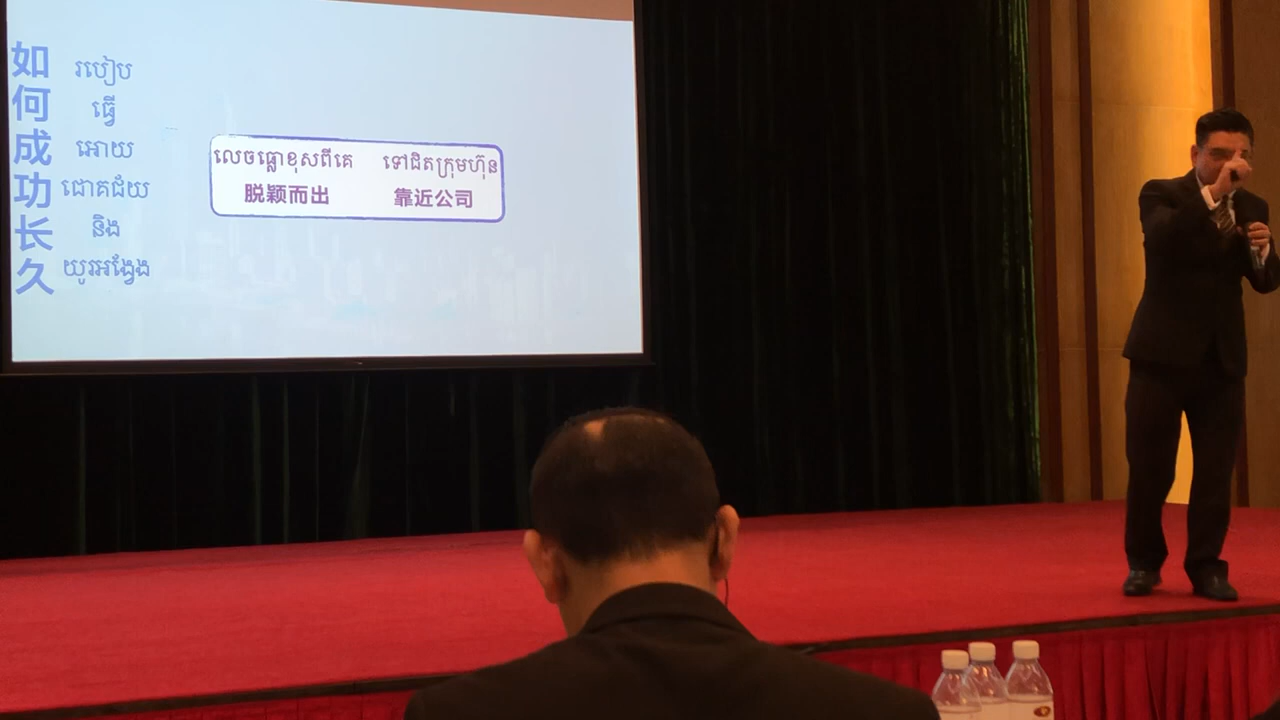 如何成功长久
របៀប
ធ្វើ
អោយ
ជោគជ័យ
និង
យូរអង្វែង
លេចធ្លោខុសពីគេ ទៅជិតក្រុមហ៊ុន
脱颖而出 靠近公司